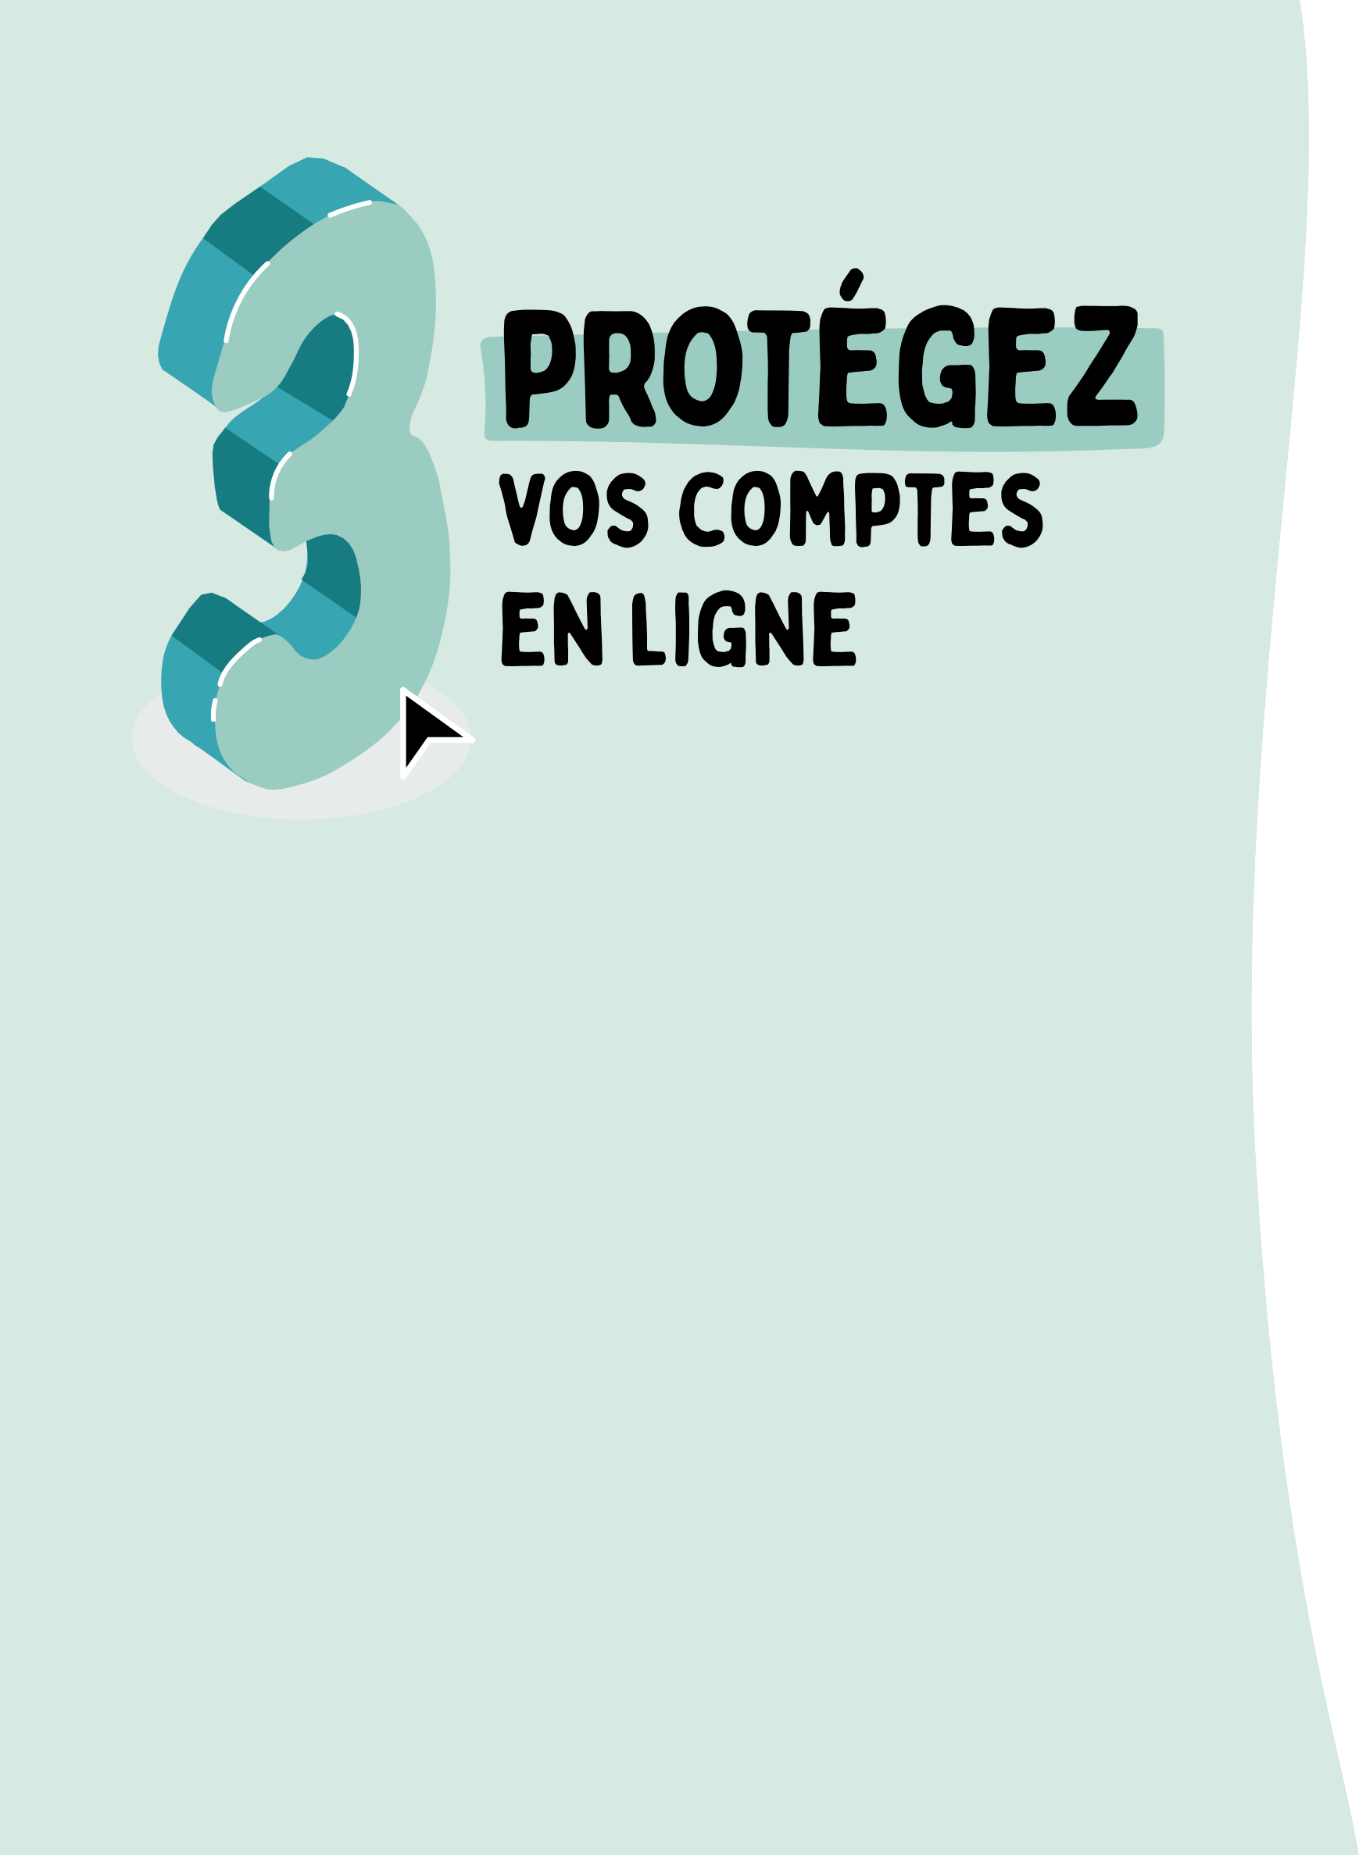 3
PROTÉGEZ
VOS COMPTES
EN LIGNE